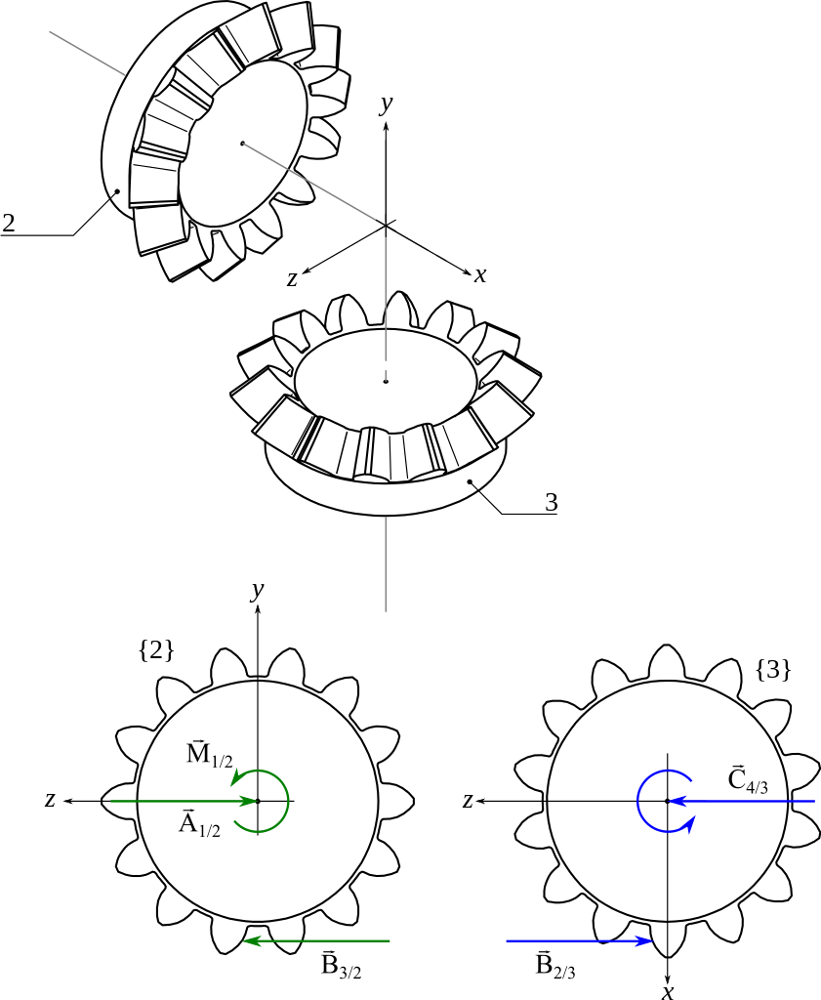 y
2
z
x
3
y
{2}
{3}
M⃗1/2
C⃗4/3
z
z
A⃗1/2
B⃗3/2
B⃗2/3
x